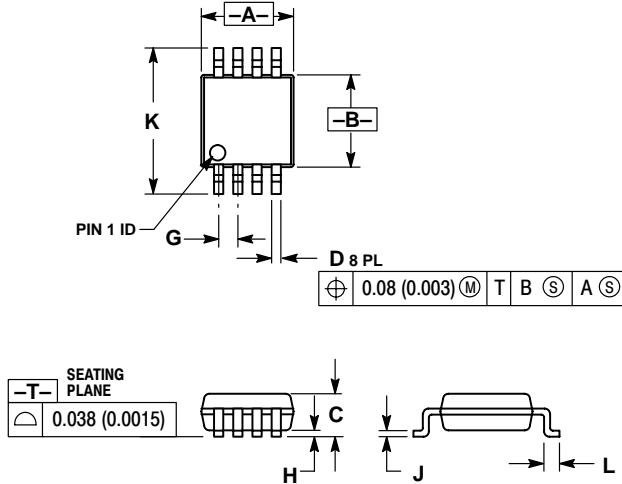 –A–
K
–B–
PIN 1 ID
G
D 8 PL
⌖ 0.08 (0.003) Ⓜ T B Ⓢ A Ⓢ
–T–
SEATING
PLANE
⌓ 0.038 (0.0015)
C
H
J
L